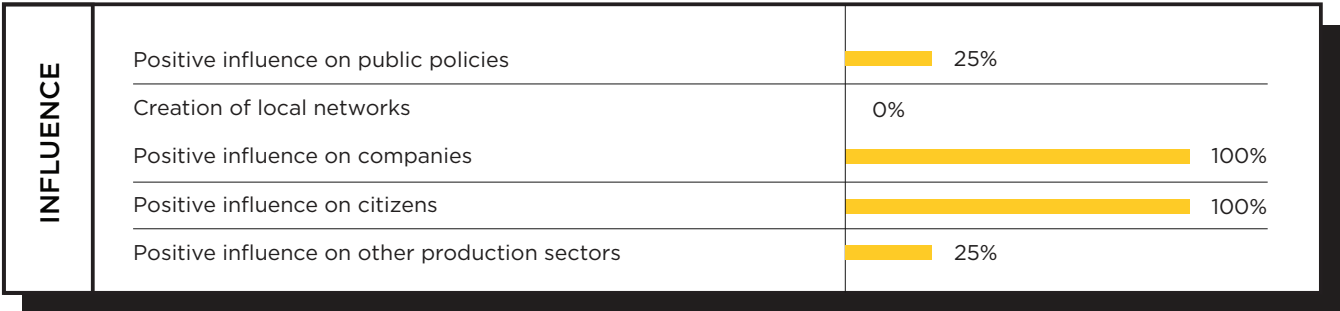 INFLUENCE
Positive influence on public policies 25%
Creation of local networks 0%
Positive influence on companies 100%
Positive influence on citizens 100%
Positive influence on other production sectors 25%